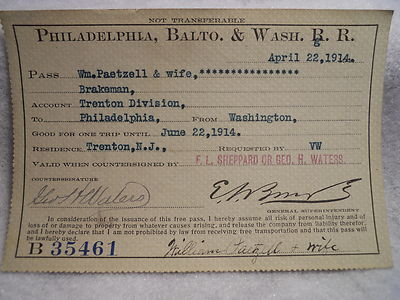 NOT TRANSFERABLE
PHILADELPHIA, BALTO. & WASH. R. R.
April 22, 1914.
PASS Wm. Paetzell & wife,***************
Brakeman,
ACCOUNT Trenton Division,
TO Philadelphia, FROM Washington,
GOOD FOR ONE TRIP UNTIL June 22, 1914.
RESIDENCE Trenton, N.J., REQUESTED BY VW
VALID WHEN COUNTERSIGNED BY F. L. SHEPPARD OR GEO. H. WATERS.
COUNTERSIGNATURE
Geo H Waters
GENERAL SUPERINTENDENT
In consideration of the issuance of this free pass, I hereby assume all risk of personal injury and of
loss of or damage to property from whatever causes arising, and release the company from liability therefor;
and I hereby declare that I am not prohibited by law from receiving free transportation and that this pass will
be lawfully used.
B 35461 William Paetzell + Wife